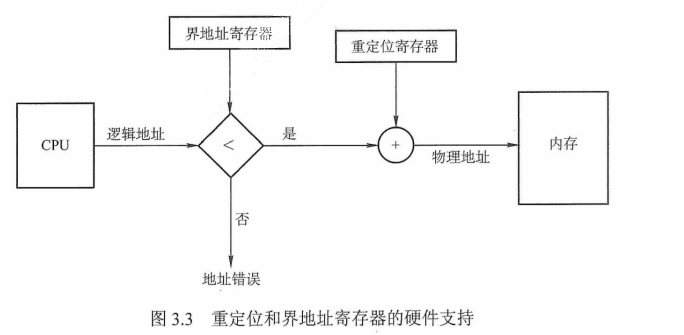 界地址寄存器
重定位寄存器
CPU
逻辑地址
<
是
+
物理地址
内存
否
地址错误
图 3.3 重定位和界地址寄存器的硬件支持